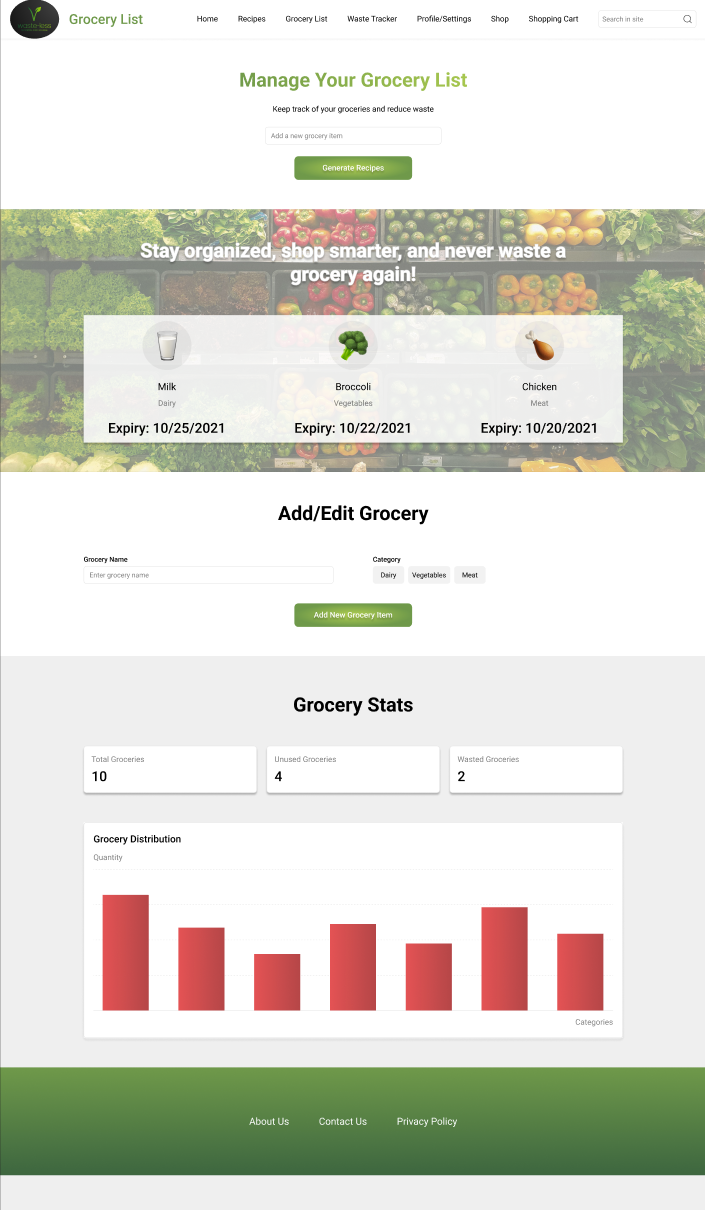 waste-less
Grocery List
Home
Recipes
Grocery List
Waste Tracker
Profile/Settings
Shop
Shopping Cart
Search in site
Manage Your Grocery List
Keep track of your groceries and reduce waste
Add a new grocery item
Generate Recipes
Stay organized, shop smarter, and never waste a
grocery again!
Milk
Dairy
Expiry: 10/25/2021
Broccoli
Vegetables
Expiry: 10/22/2021
Chicken
Meat
Expiry: 10/20/2021
Add/Edit Grocery
Grocery Name
Enter grocery name
Category
Dairy
Vegetables
Meat
Add New Grocery Item
Grocery Stats
Total Groceries
10
Unused Groceries
4
Wasted Groceries
2
Grocery Distribution
Quantity
Categories
About Us
Contact Us
Privacy Policy